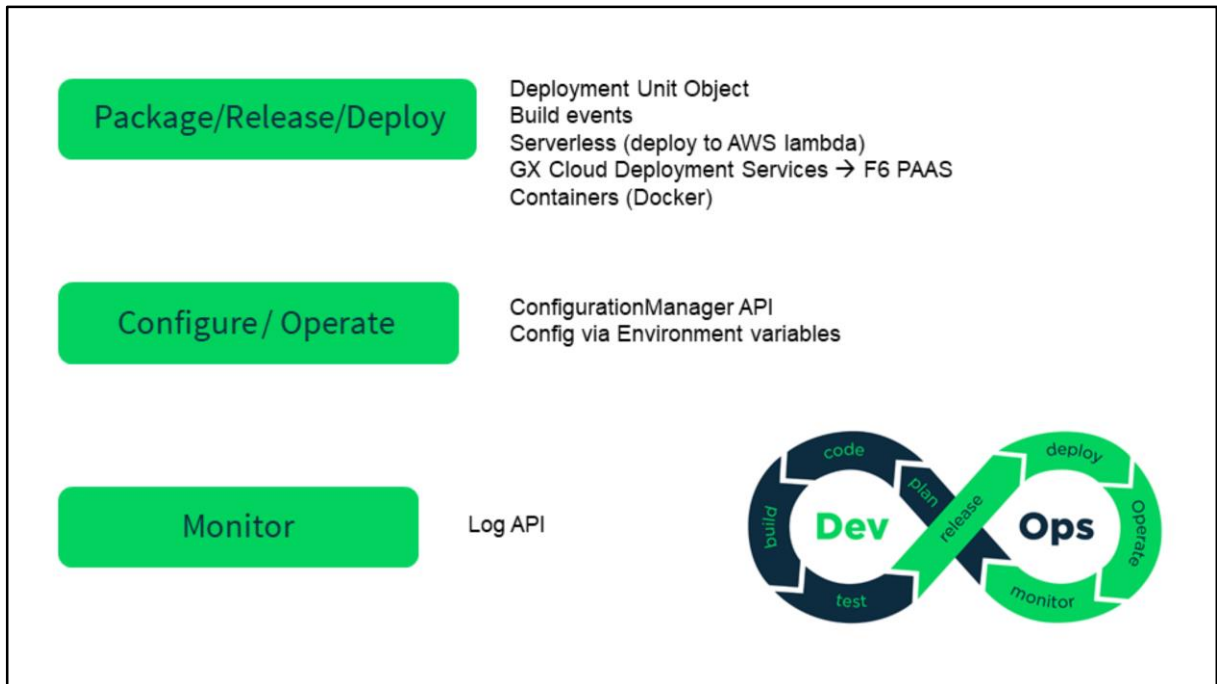 Package/Release/Deploy
Deployment Unit Object
Build events
Serverless (deploy to AWS lambda)
GX Cloud Deployment Services → F6 PAAS
Containers (Docker)
Configure / Operate
ConfigurationManager API
Config via Environment variables
Monitor
Log API
code
plan
build
Dev
test
release
deploy
Ops
Operate
monitor